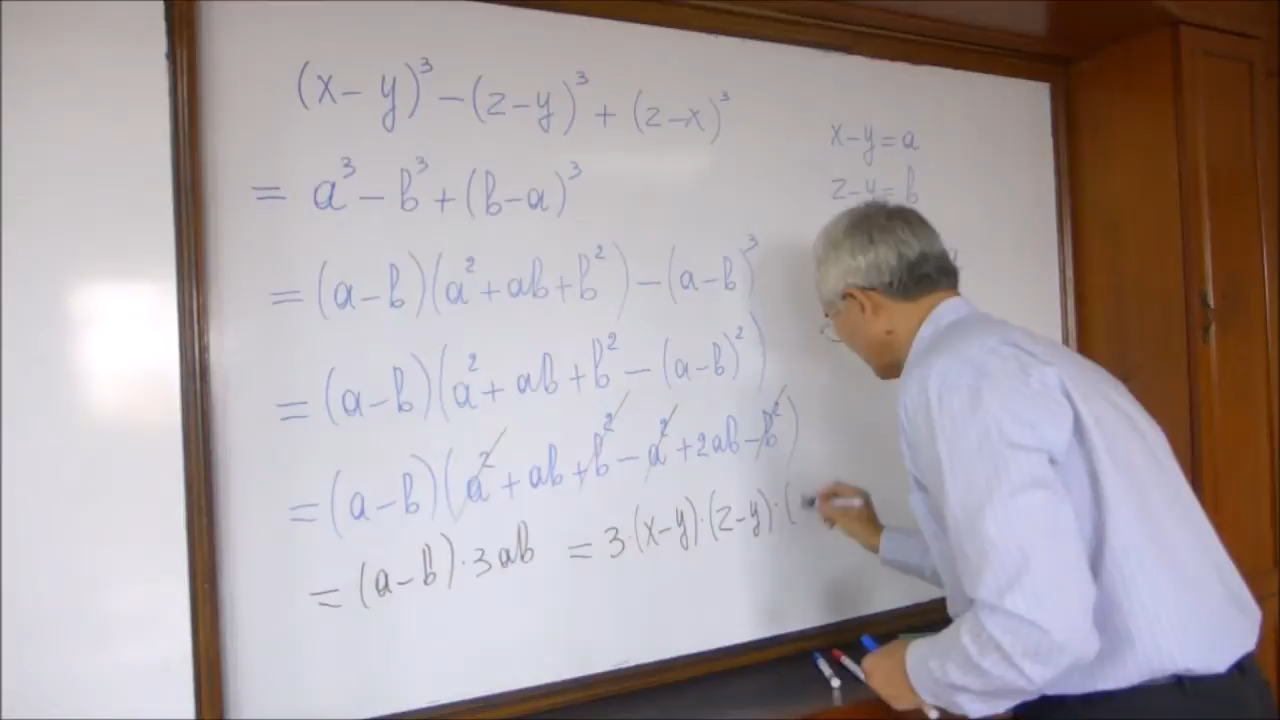 (x-y)³ - (z-y)³ + (z-x)³
x-y=a
z-y=b
= a³ - b³ + (b-a)³
= (a-b)(a²+ab+b²) - (a-b)³
= (a-b)(a²+ab+b² - (a-b)²)
= (a-b)(a²+ab+b²-a²+2ab-b²)
= (a-b)·3ab = 3·(x-y)·(z-y)·(